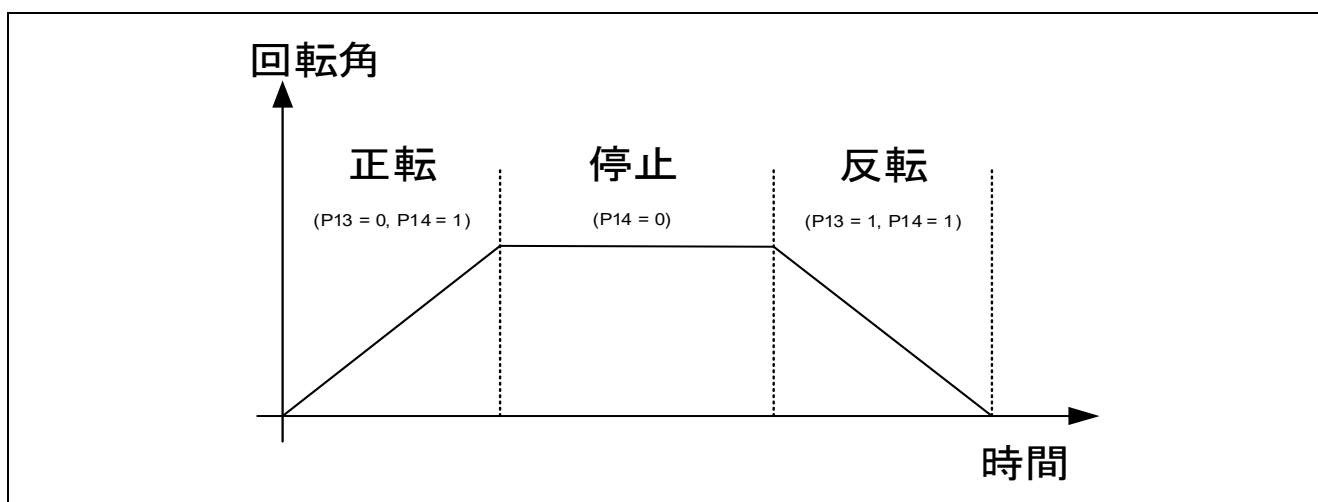 回転角
正転
停止
反転
(P13 = 0, P14 = 1)
(P14 = 0)
(P13 = 1, P14 = 1)
時間